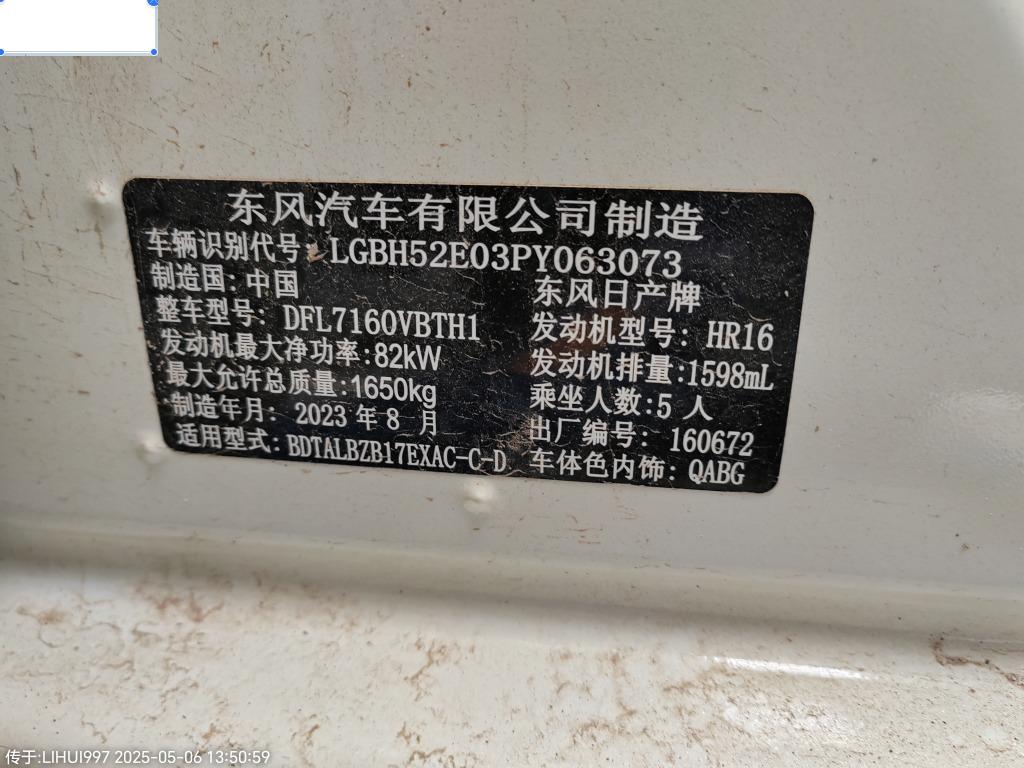 东风汽车有限公司制造
车辆识别代号: LGBH52E03PY063073
制造国: 中国 东风日产牌
整车型号: DFL7160VBTH1 发动机型号: HR16
发动机最大净功率:82kW 发动机排量:1598mL
最大允许总质量:1650kg 乘坐人数:5 人
制造年月: 2023 年 8 月 出厂编号: 160672
适用型式:BDTALBZB17EXAC-C-D 车体色内饰: QABG
传于:LIHUI997 2025-05-06 13:50:59